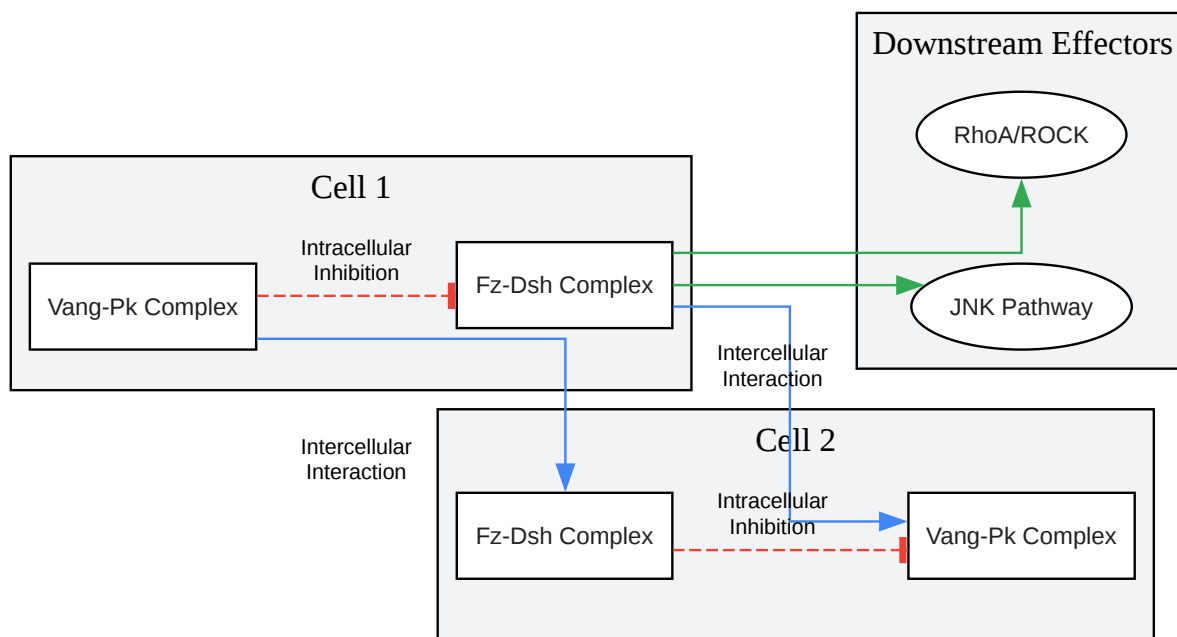 Downstream Effectors
RhoA/ROCK
JNK Pathway
Cell 1
Intracellular
Inhibition
Vang-Pk Complex
Fz-Dsh Complex
Intercellular
Interaction
Intercellular
Interaction
Cell 2
Fz-Dsh Complex
Intracellular
Inhibition
Vang-Pk Complex